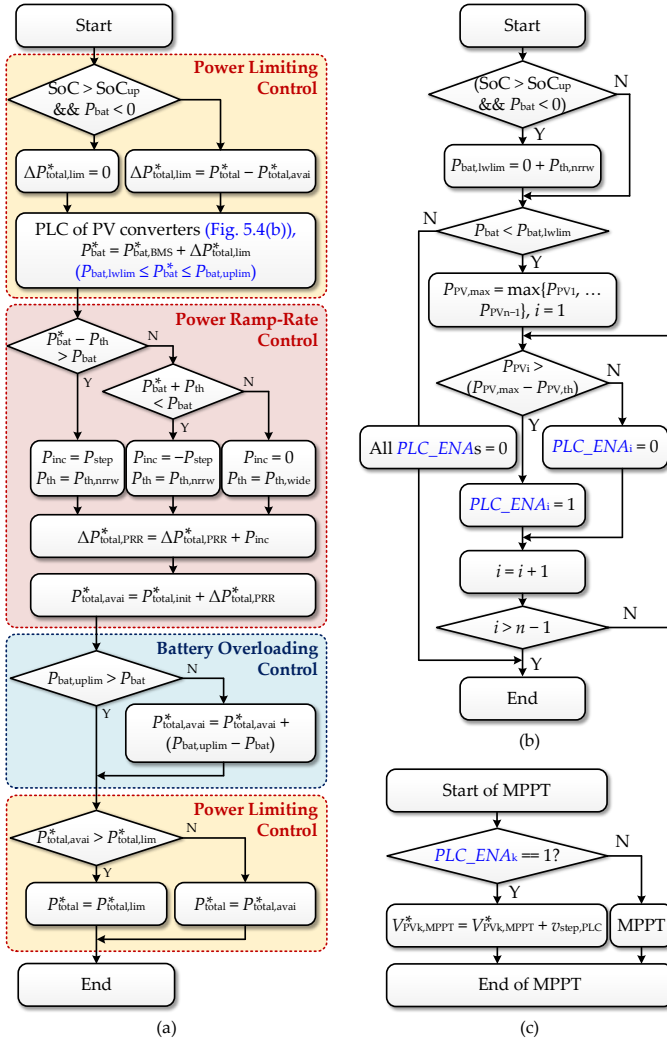 Start
Power Limiting
Control
SoC > SoCup
&& Pbat < 0
ΔP*total,lim = 0
ΔP*total,lim = P*total − P*total,avai
PLC of PV converters (Fig. 5.4(b)),
P*bat = P*bat,BMS + ΔP*total,lim
(Pbat,lwlim ≤ P*bat ≤ Pbat,uplim)
Power Ramp-Rate
Control
P*bat − Pth
> Pbat
N
Y
P*bat + Pth
< Pbat
N
Y
Pinc = Pstep
Pth = Pth,nrrw
Pinc = −Pstep
Pth = Pth,nrrw
Pinc = 0
Pth = Pth,wide
ΔP*total,PRR = ΔP*total,PRR + Pinc
P*total,avai = P*total,init + ΔP*total,PRR
Battery Overloading
Control
Pbat,uplim > Pbat
N
Y
P*total,avai = P*total,avai +
(Pbat,uplim − Pbat)
Power Limiting
Control
P*total,avai > P*total,lim
N
Y
P*total = P*total,lim
P*total = P*total,avai
End
(a)
Start
(SoC > SoCup
&& Pbat < 0)
N
Y
Pbat,lwlim = 0 + Pth,nrrw
N
Pbat < Pbat,lwlim
Y
PPV,max = max{PPV1, …
PPVn−1}, i = 1
PPVi >
(PPV,max − PPV,th)
N
Y
All PLC_ENAs = 0
PLC_ENAi = 0
PLC_ENAi = 1
i = i + 1
i > n − 1
N
Y
End
(b)
Start of MPPT
PLC_ENAk == 1?
N
Y
V*PVk,MPPT = V*PVk,MPPT + vstep,PLC
MPPT
End of MPPT
(c)